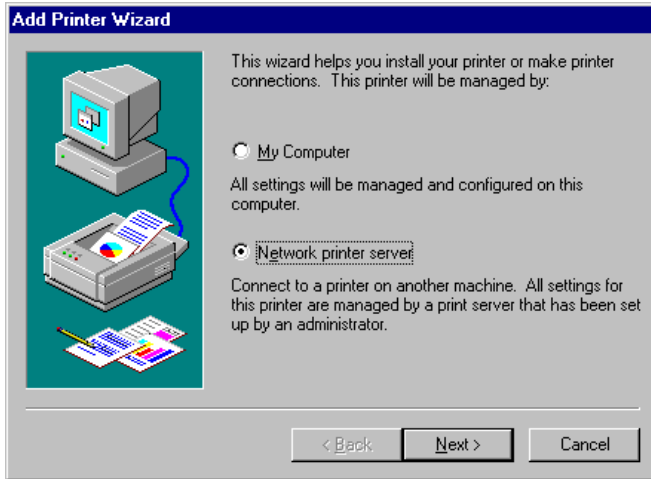 Add Printer Wizard
This wizard helps you install your printer or make printer
connections.  This printer will be managed by:
My Computer
All settings will be managed and configured on this
computer.
Network printer server
Connect to a printer on another machine.  All settings for
this printer are managed by a print server that has been set
up by an administrator.
< Back
Next >
Cancel